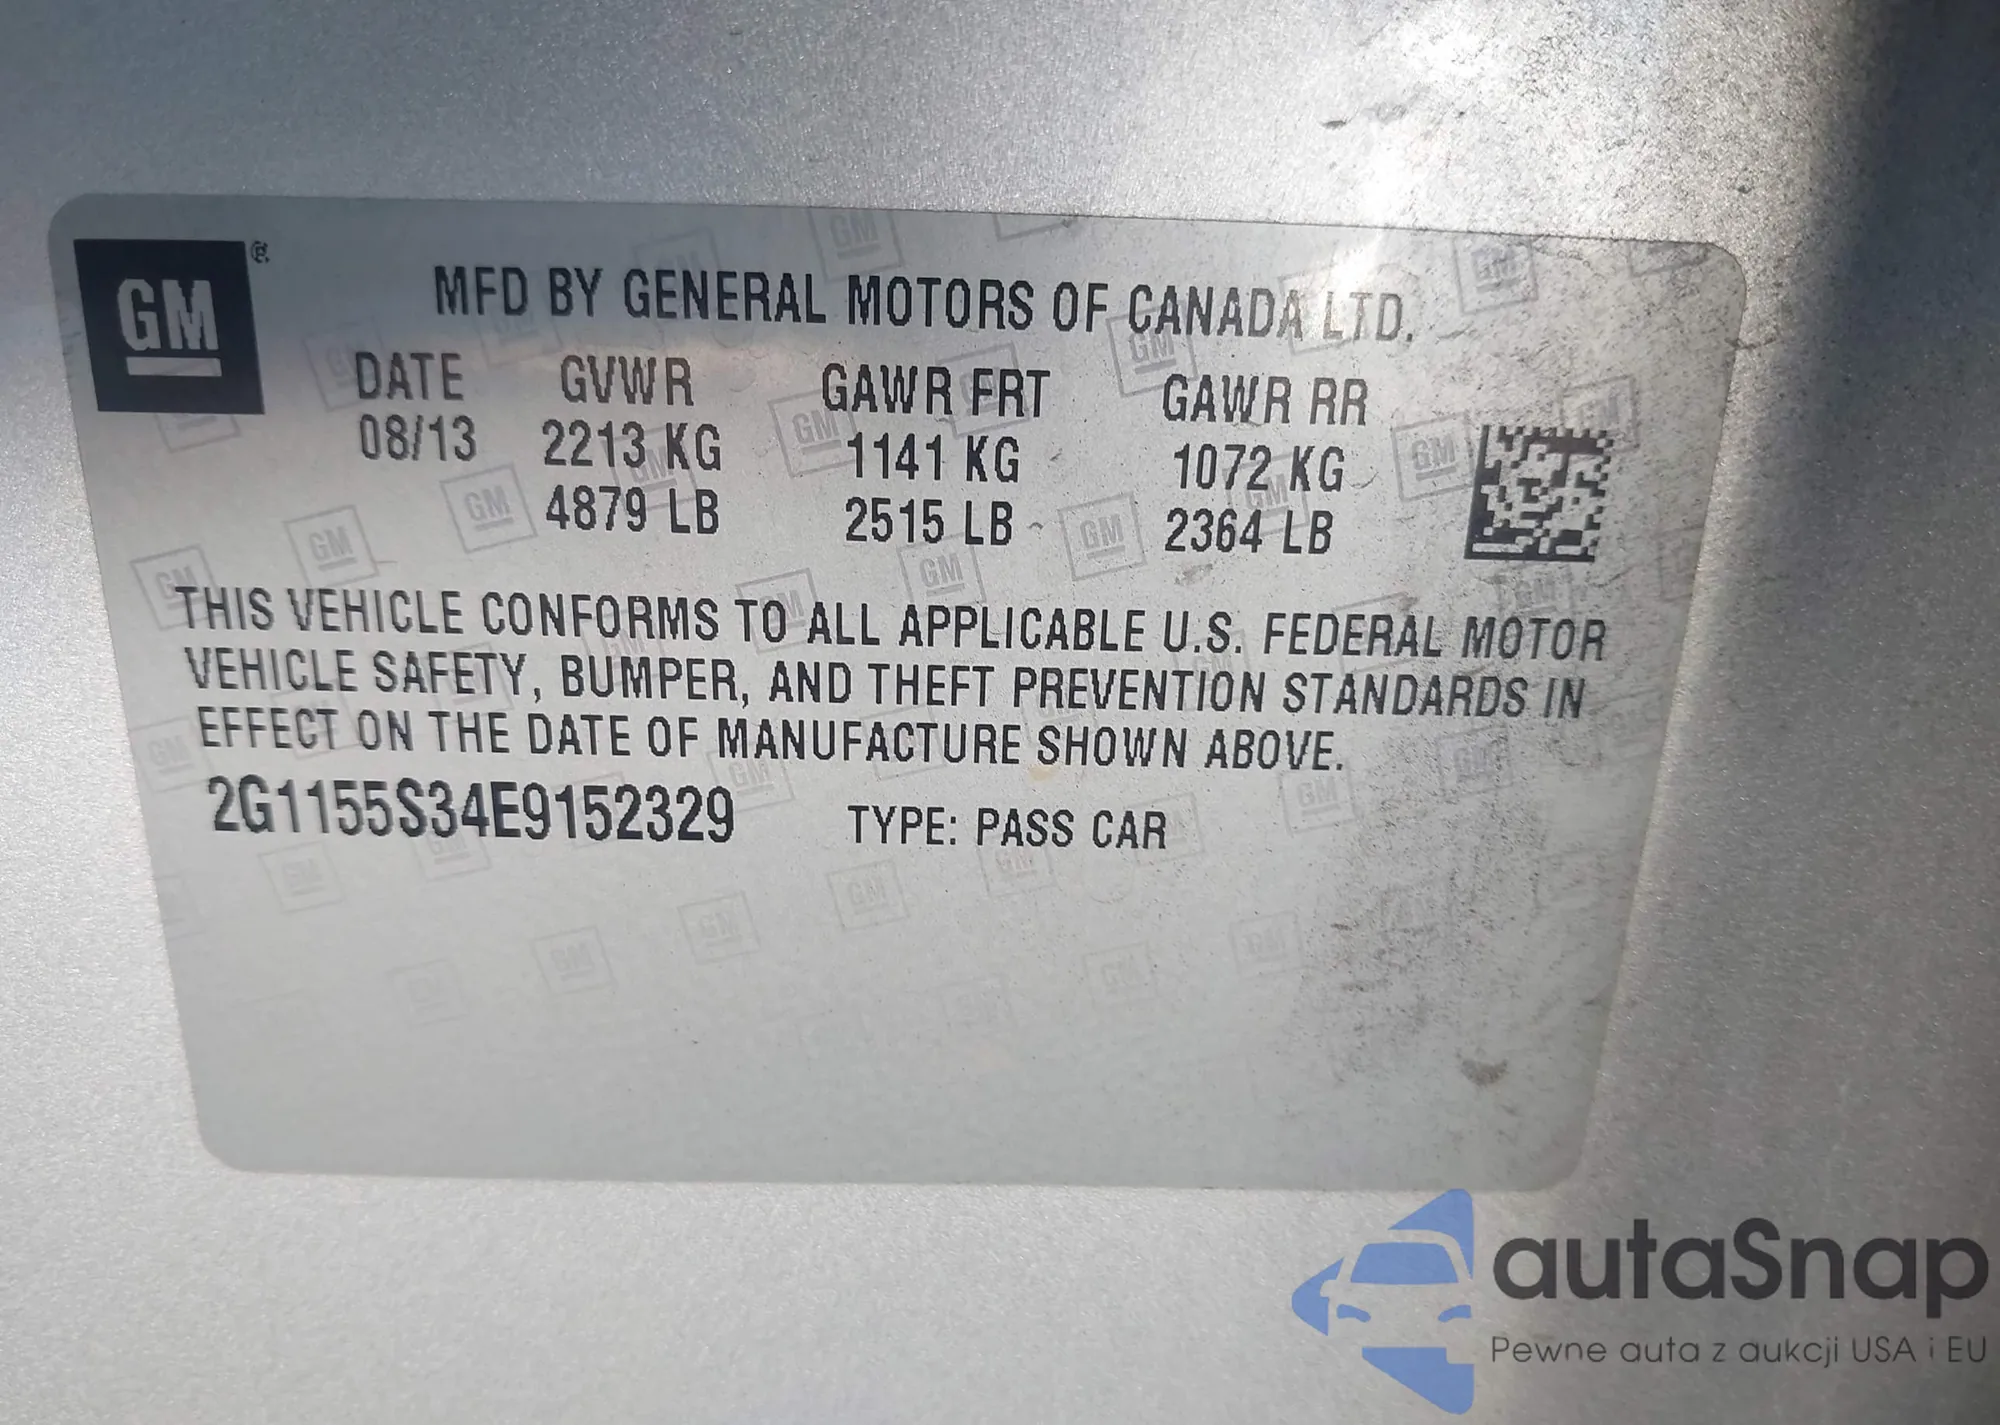 GM ®
MFD BY GENERAL MOTORS OF CANADA LTD.
DATE GVWR GAWR FRT GAWR RR
08/13 2213 KG 1141 KG 1072 KG
4879 LB 2515 LB 2364 LB
THIS VEHICLE CONFORMS TO ALL APPLICABLE U.S. FEDERAL MOTOR
VEHICLE SAFETY, BUMPER, AND THEFT PREVENTION STANDARDS IN
EFFECT ON THE DATE OF MANUFACTURE SHOWN ABOVE.
2G1155S34E9152329 TYPE: PASS CAR
autaSnap
Pewne auta z aukcji USA i EU